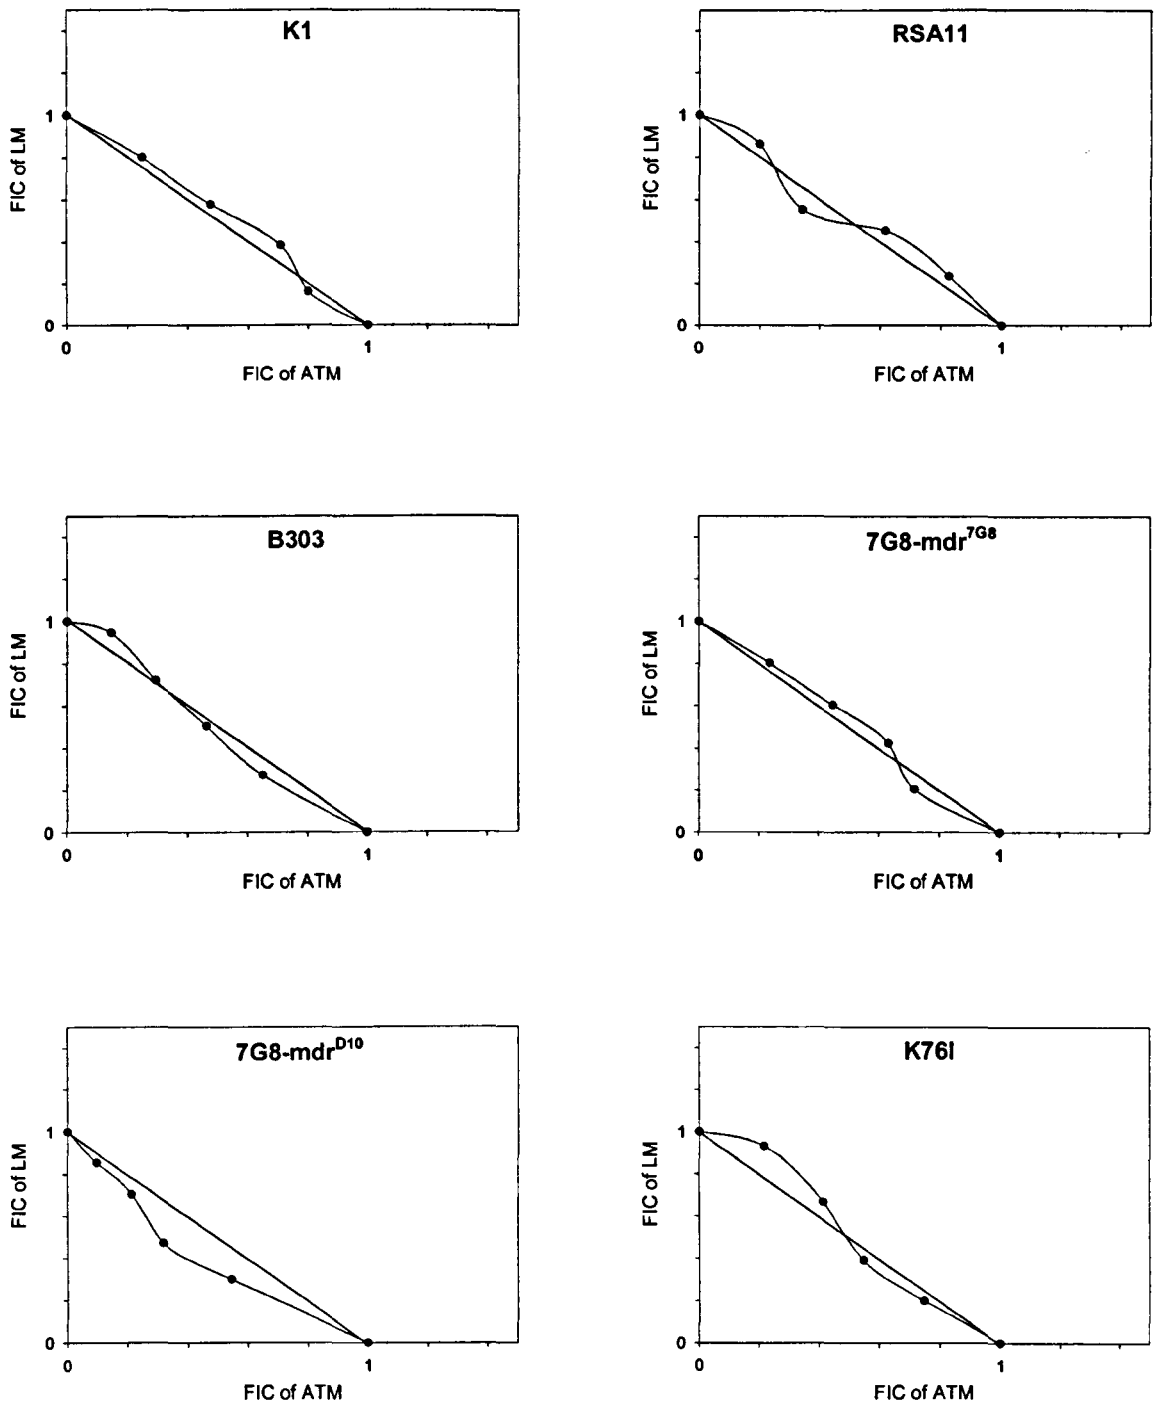 K1
1
FIC of LM
0
0
1
FIC of ATM
RSA11
1
FIC of LM
0
0
1
FIC of ATM
B303
1
FIC of LM
0
0
1
FIC of ATM
7G8-mdr7G8
1
FIC of LM
0
0
1
FIC of ATM
7G8-mdrD10
1
FIC of LM
0
0
1
FIC of ATM
K76I
1
FIC of LM
0
0
1
FIC of ATM